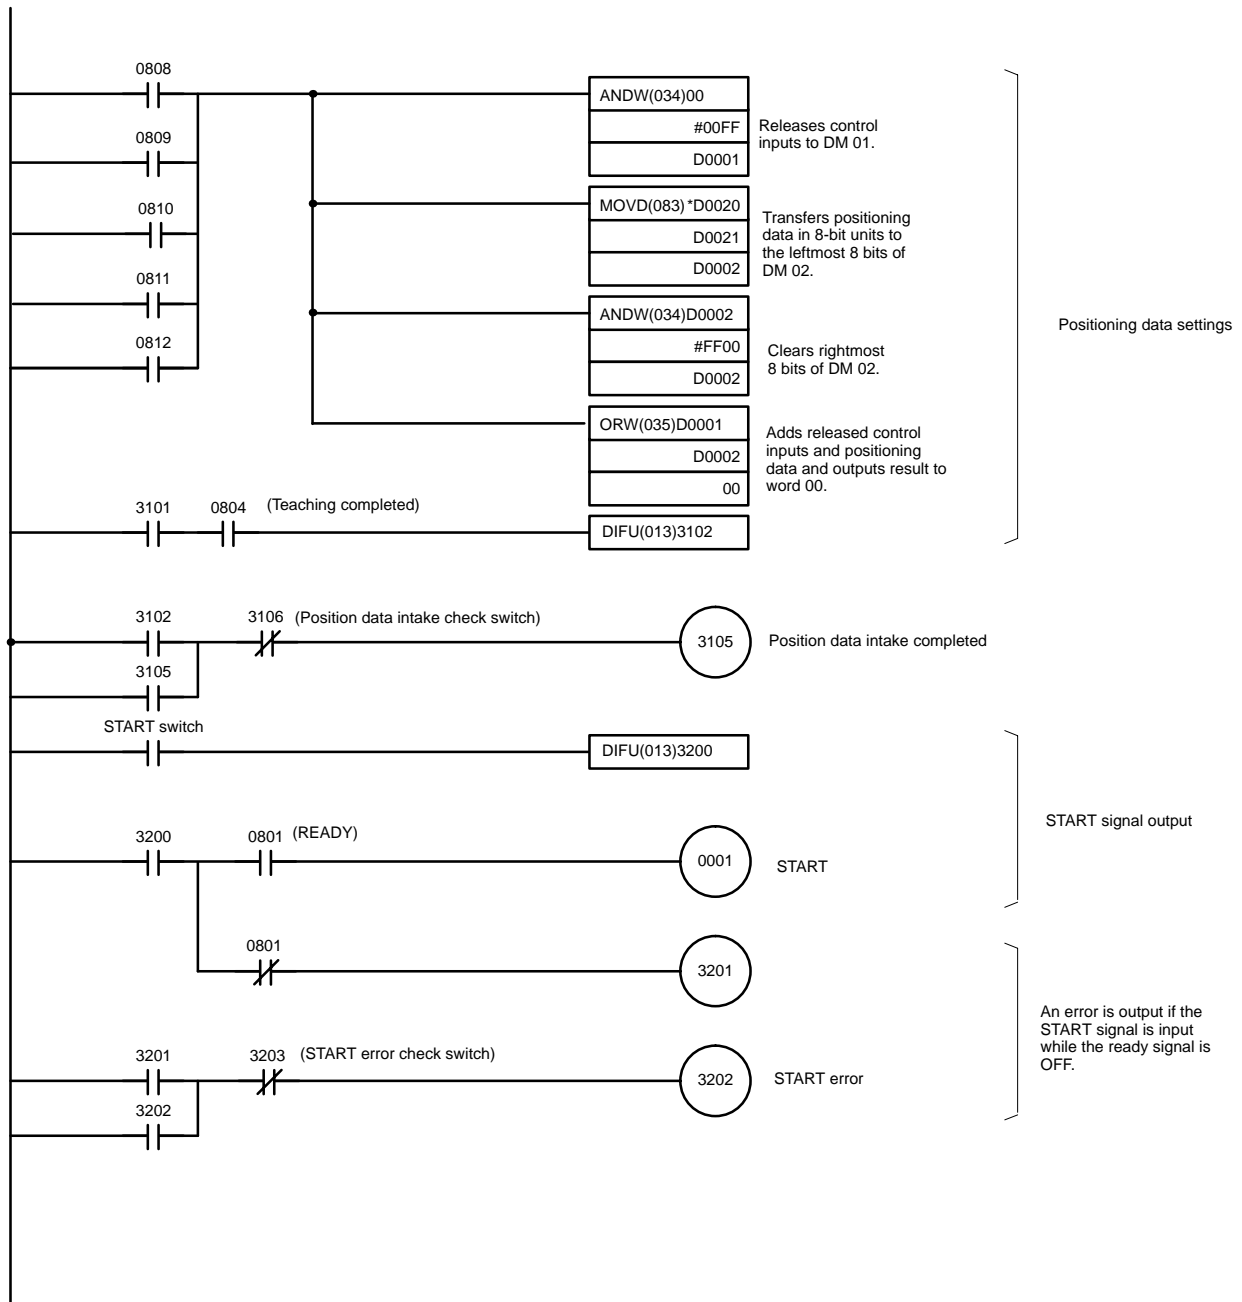 0808
ANDW(034)00
#00FF
D0001
Releases control
inputs to DM 01.
0809
0810
MOVD(083)*D0020
D0021
D0002
Transfers positioning
data in 8-bit units to
the leftmost 8 bits of
DM 02.
0811
ANDW(034)D0002
#FF00
D0002
Clears rightmost
8 bits of DM 02.
Positioning data settings
0812
ORW(035)D0001
D0002
00
Adds released control
inputs and positioning
data and outputs result to
word 00.
3101
0804
(Teaching completed)
DIFU(013)3102
3102
3106
(Position data intake check switch)
3105
Position data intake completed
3105
START switch
DIFU(013)3200
START signal output
3200
0801
(READY)
0001
START
0801
3201
An error is output if the
START signal is input
while the ready signal is
OFF.
3201
3203
(START error check switch)
3202
START error
3202